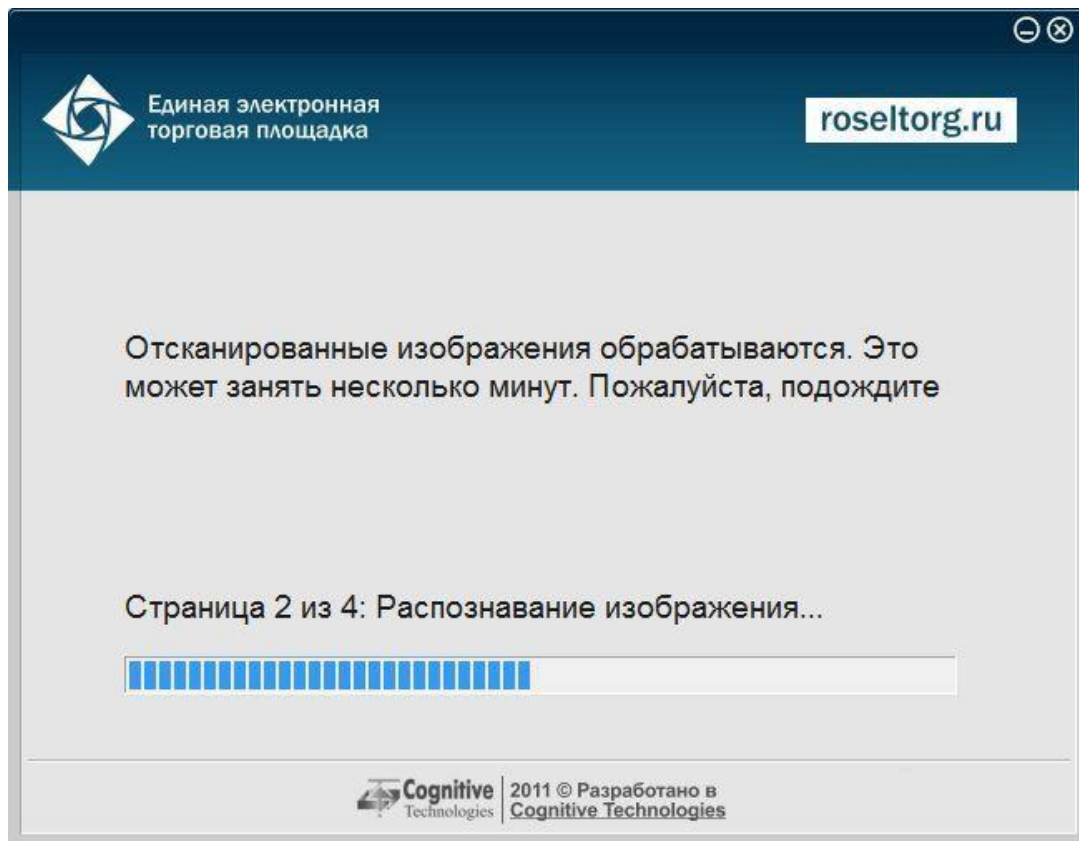 Единая электронная
торговая площадка
roseltorg.ru
Отсканированные изображения обрабатываются. Это
может занять несколько минут. Пожалуйста, подождите
Страница 2 из 4: Распознавание изображения...
Cognitive
Technologies
2011 © Разработано в
Cognitive Technologies